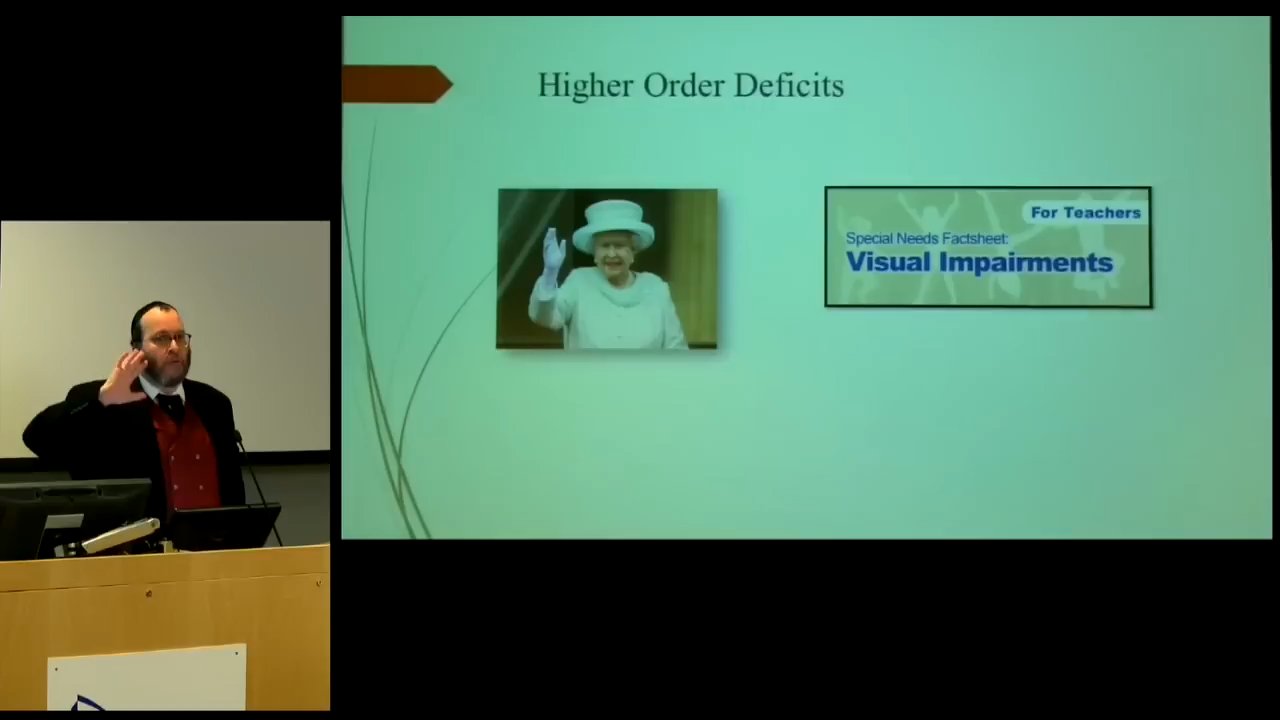 Higher Order Deficits
For Teachers
Special Needs Factsheet:
Visual Impairments